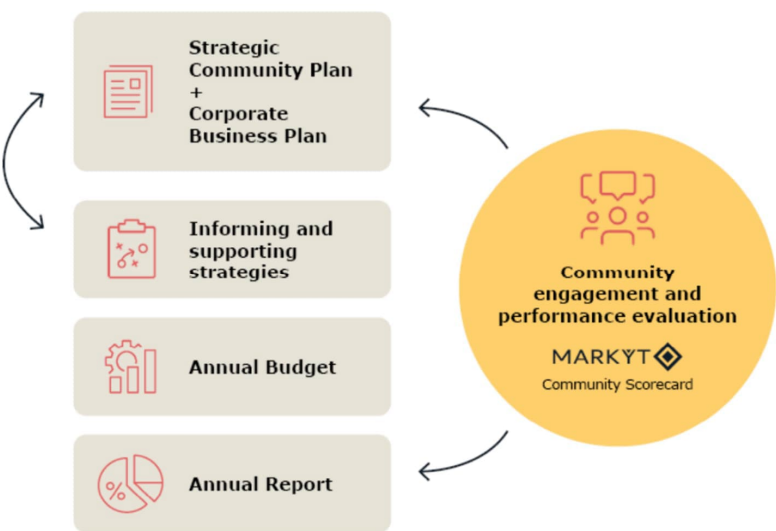 Strategic
Community Plan
+
Corporate
Business Plan
Informing and
supporting
strategies
Annual Budget
%
Annual Report
Community
engagement and
performance evaluation
MARKYT
Community Scorecard